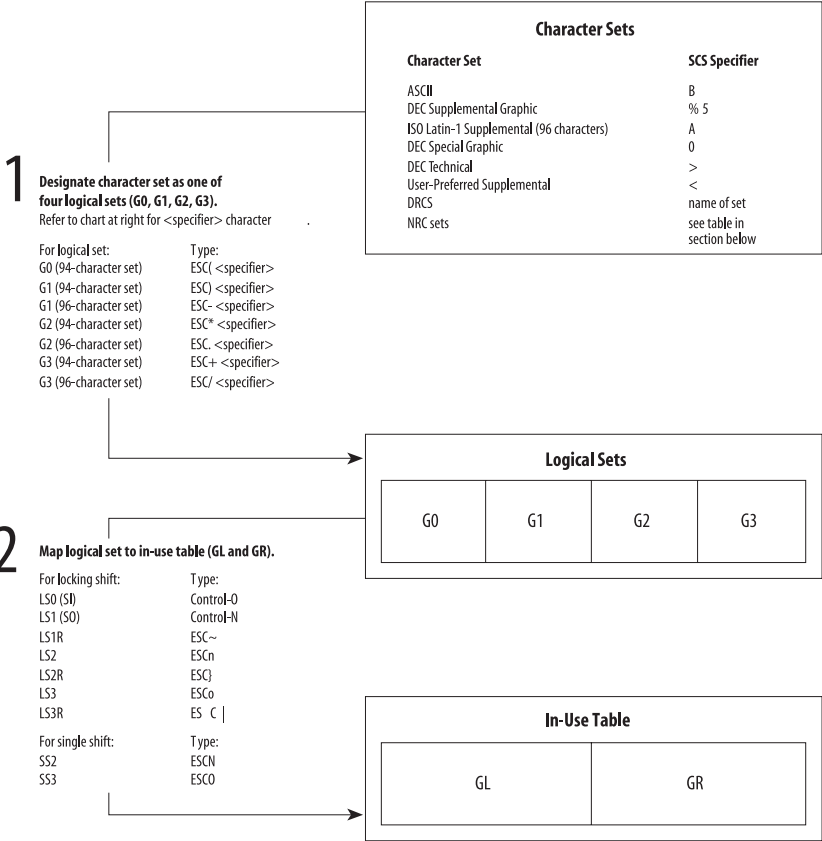 Character Sets
Character Set SCS Specifier
ASCII B
DEC Supplemental Graphic % 5
ISO Latin-1 Supplemental (96 characters) A
DEC Special Graphic 0
DEC Technical >
User-Preferred Supplemental <
DRCS name of set
NRC sets see table in
section below
1
Designate character set as one of
four logical sets (G0, G1, G2, G3).
Refer to chart at right for <specifier> character .
For logical set: Type:
G0 (94-character set) ESC( <specifier>
G1 (94-character set) ESC) <specifier>
G1 (96-character set) ESC- <specifier>
G2 (94-character set) ESC* <specifier>
G2 (96-character set) ESC. <specifier>
G3 (94-character set) ESC+ <specifier>
G3 (96-character set) ESC/ <specifier>
Logical Sets
G0 G1 G2 G3
2
Map logical set to in-use table (GL and GR).
For locking shift: Type:
LS0 (SI) Control-O
LS1 (SO) Control-N
LS1R ESC~
LS2 ESCn
LS2R ESC}
LS3 ESCo
LS3R ES C |
For single shift: Type:
SS2 ESCN
SS3 ESCO
In-Use Table
GL GR